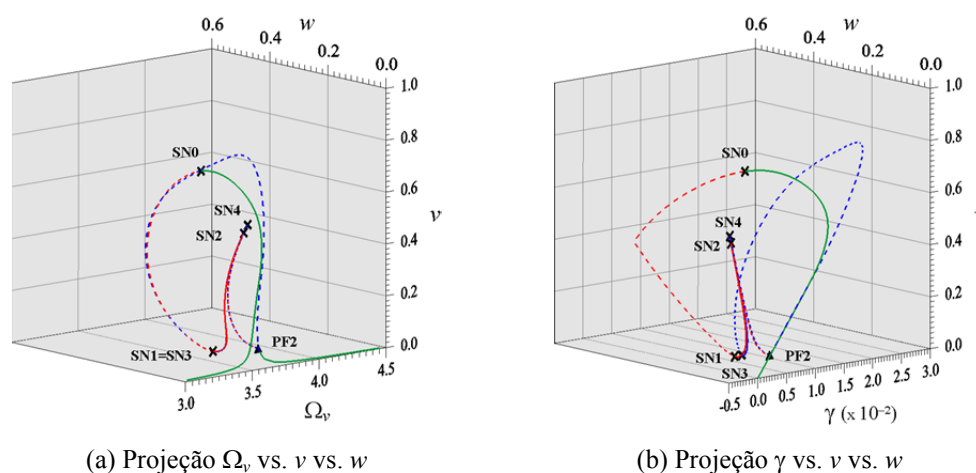 w
0.6
0.4
0.2
0.0
1.0
0.8
0.6
0.4
0.2
0.0
v
SN0
SN4
SN2
SN1=SN3
PF2
3.0
3.5
4.0
4.5
Ωv
(a) Projeção Ωv vs. v vs. w
w
0.6
0.4
0.2
0.0
1.0
0.8
0.6
0.4
0.2
0.0
SN0
SN4
SN2
SN1
SN3
PF2
-0.5
0.0
0.5
1.0
1.5
2.0
2.5
3.0
γ (x 10⁻²)
(b) Projeção γ vs. v vs. w